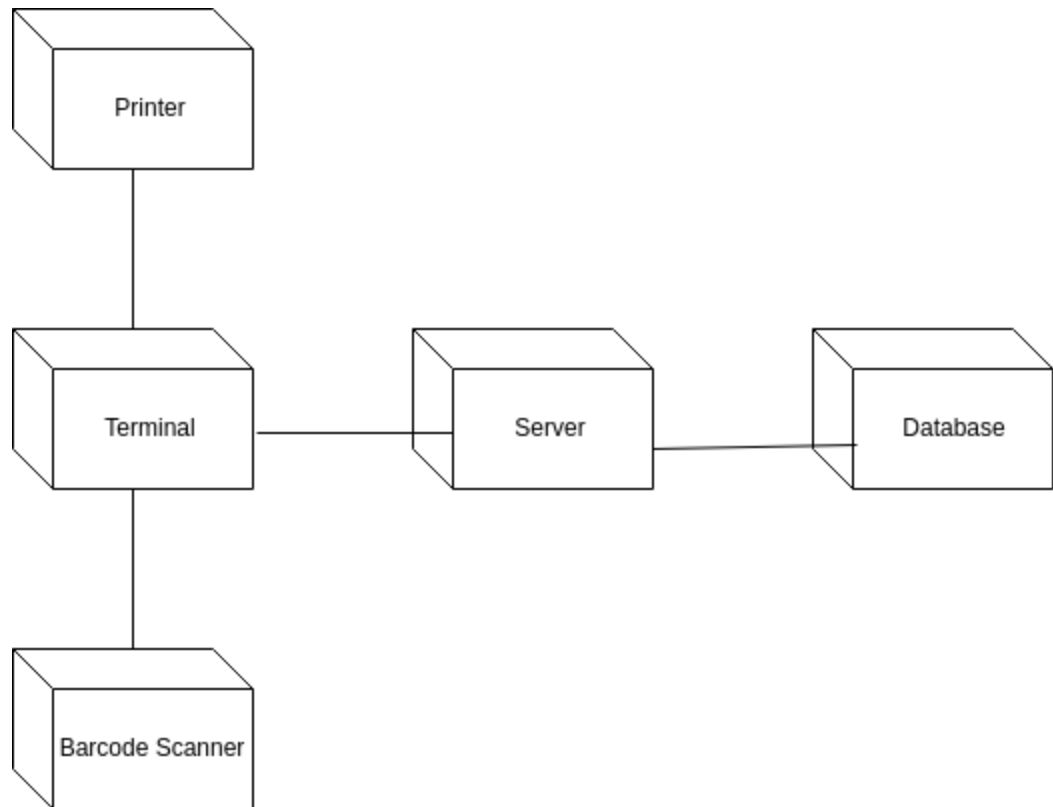 Printer
Terminal
Server
Database
Barcode Scanner